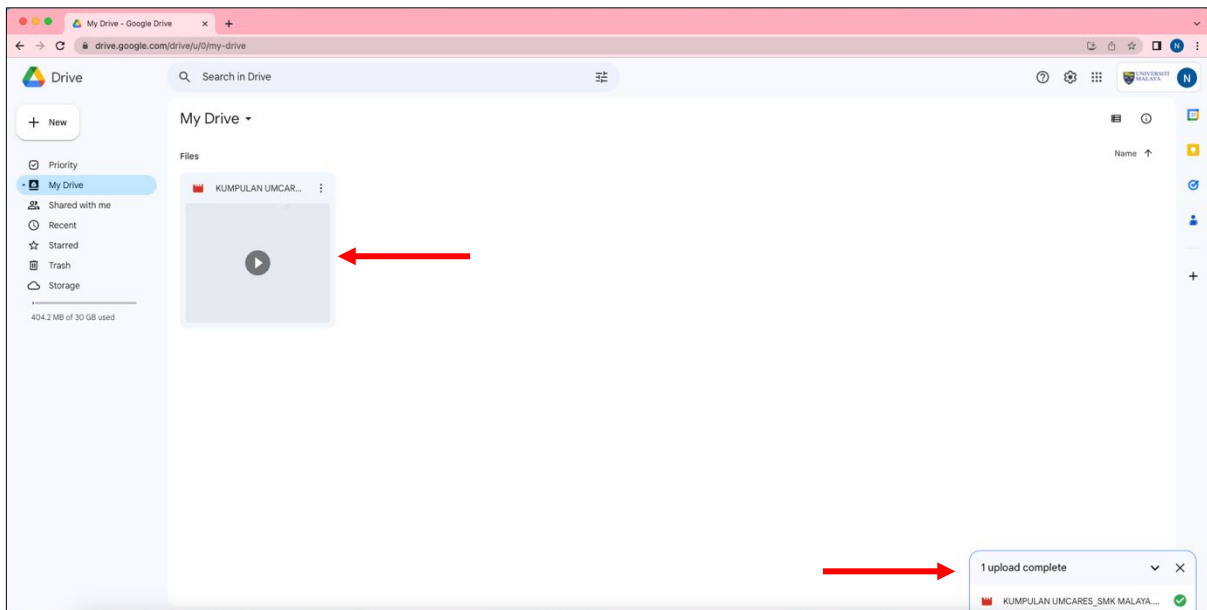 My Drive - Google Drive
drive.google.com/drive/u/0/my-drive
N
Drive
Search in Drive
UNIVERSITI
MALAYA
N
New
My Drive
Priority
Files
Name
My Drive
KUMPULAN UMCAR...
Shared with me
Recent
Starred
Trash
Storage
404.2 MB of 30 GB used
1 upload complete
KUMPULAN UMCARES_SMK MALAYA....